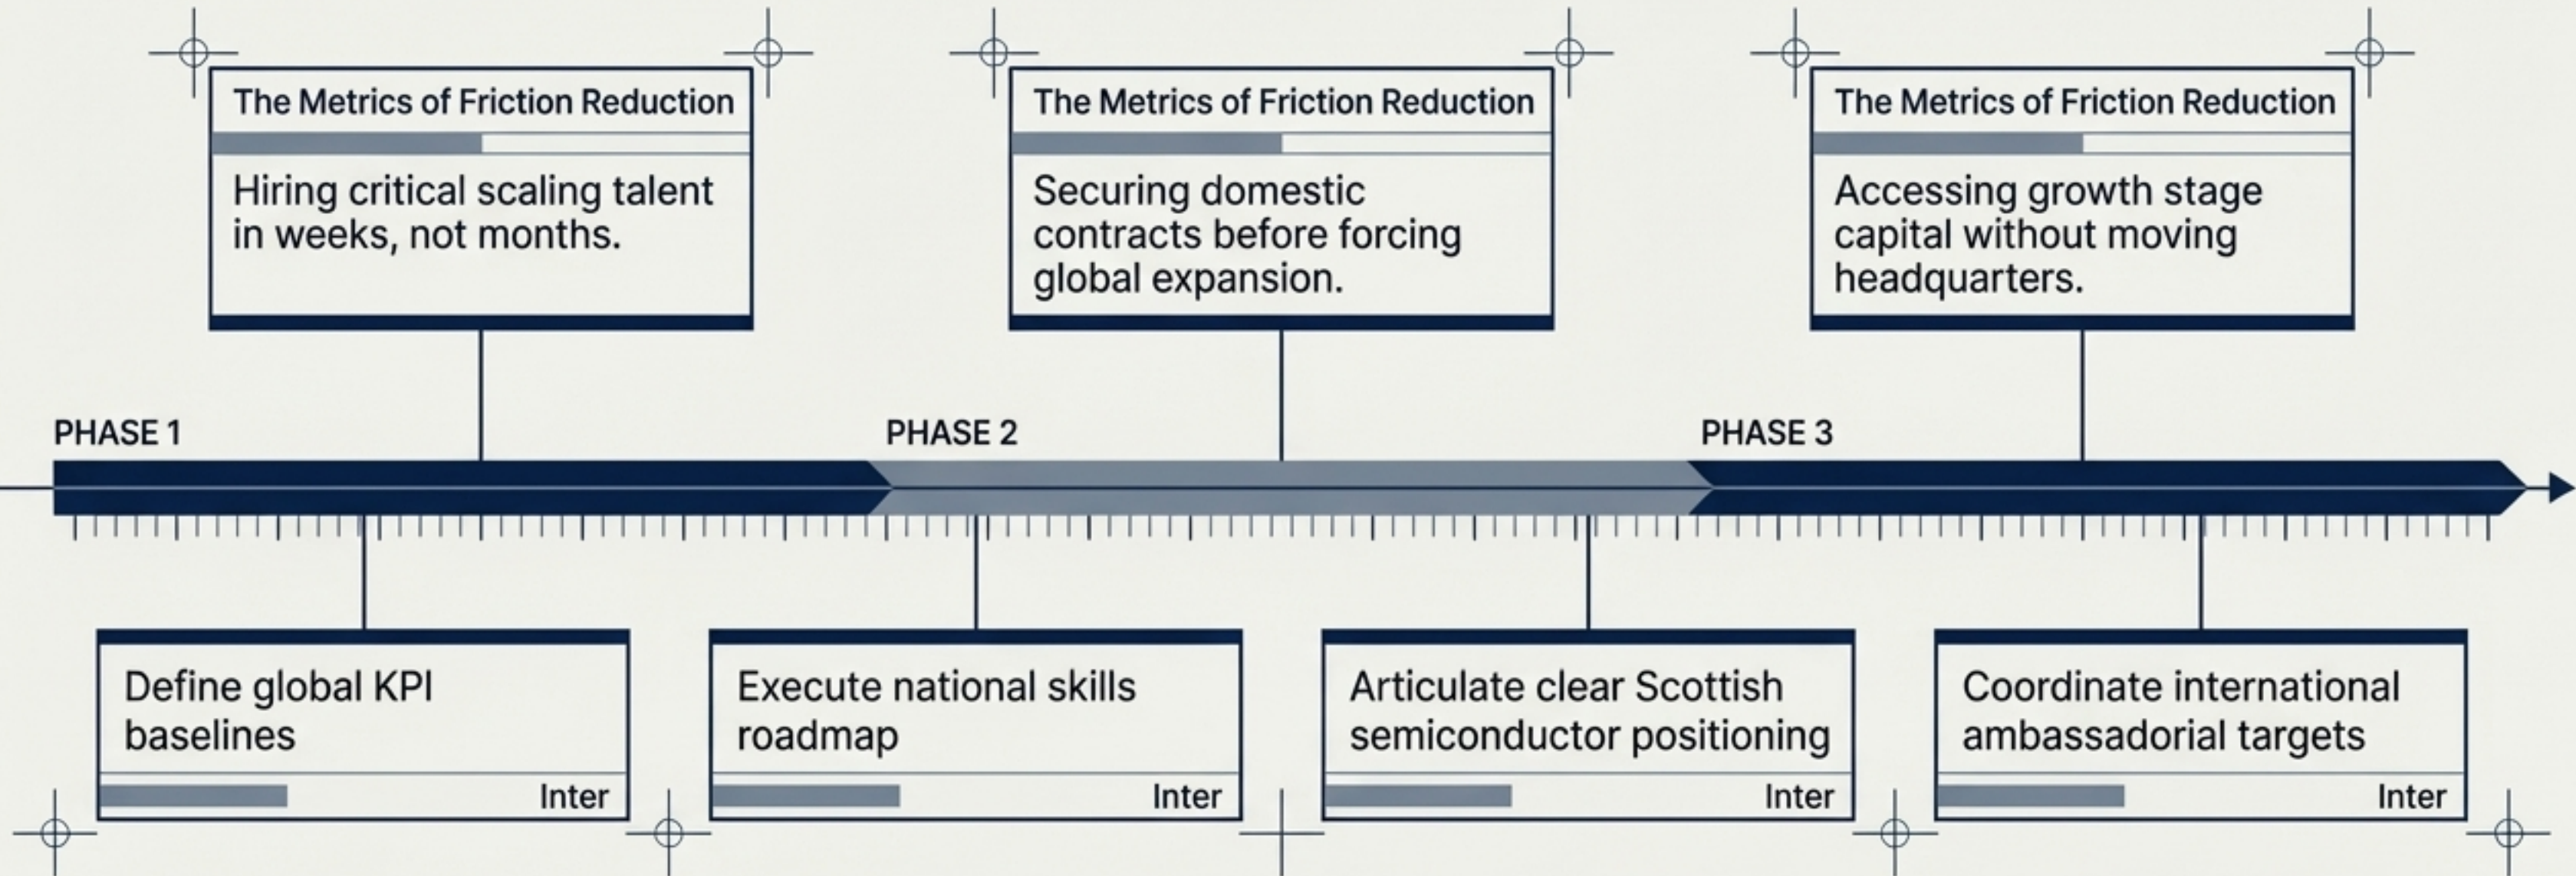 The Metrics of Friction Reduction
Hiring critical scaling talent
in weeks, not months.
The Metrics of Friction Reduction
Securing domestic
contracts before forcing
global expansion.
The Metrics of Friction Reduction
Accessing growth stage
capital without moving
headquarters.
PHASE 1
PHASE 2
PHASE 3
Define global KPI
baselines
Inter
Execute national skills
roadmap
Inter
Articulate clear Scottish
semiconductor positioning
Inter
Coordinate international
ambassadorial targets
Inter